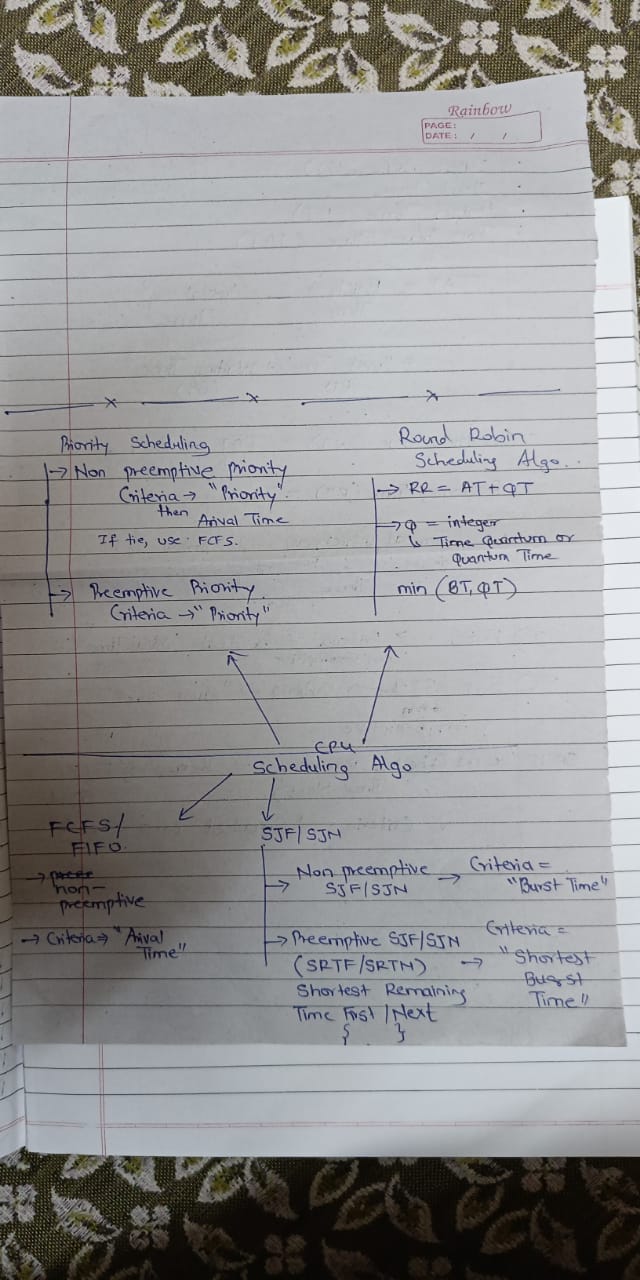 Rainbow
PAGE:
DATE: / /
Priority Scheduling
→ Non preemptive priority
Criteria → "Priority"
then
Arival Time
If tie, use FCFS.
→ Preemptive Priority
Criteria → "Priority"
Round Robin
Scheduling Algo..
→ RR = AT + QT
→ Q = integer
↳ Time Quantum or
Quantum Time
min (BT, QT)
CPU
Scheduling Algo
FCFS/
FIFO
→ non-
preemptive
→ Criteria → "Arival
Time"
SJF/SJN
→ Non preemptive
SJF/SJN
→ Criteria =
"Burst Time"
→ Preemptive SJF/SJN
(SRTF/SRTN)
Shortest Remaining
Time First/Next
→ Criteria =
"Shortest
Burst
Time"